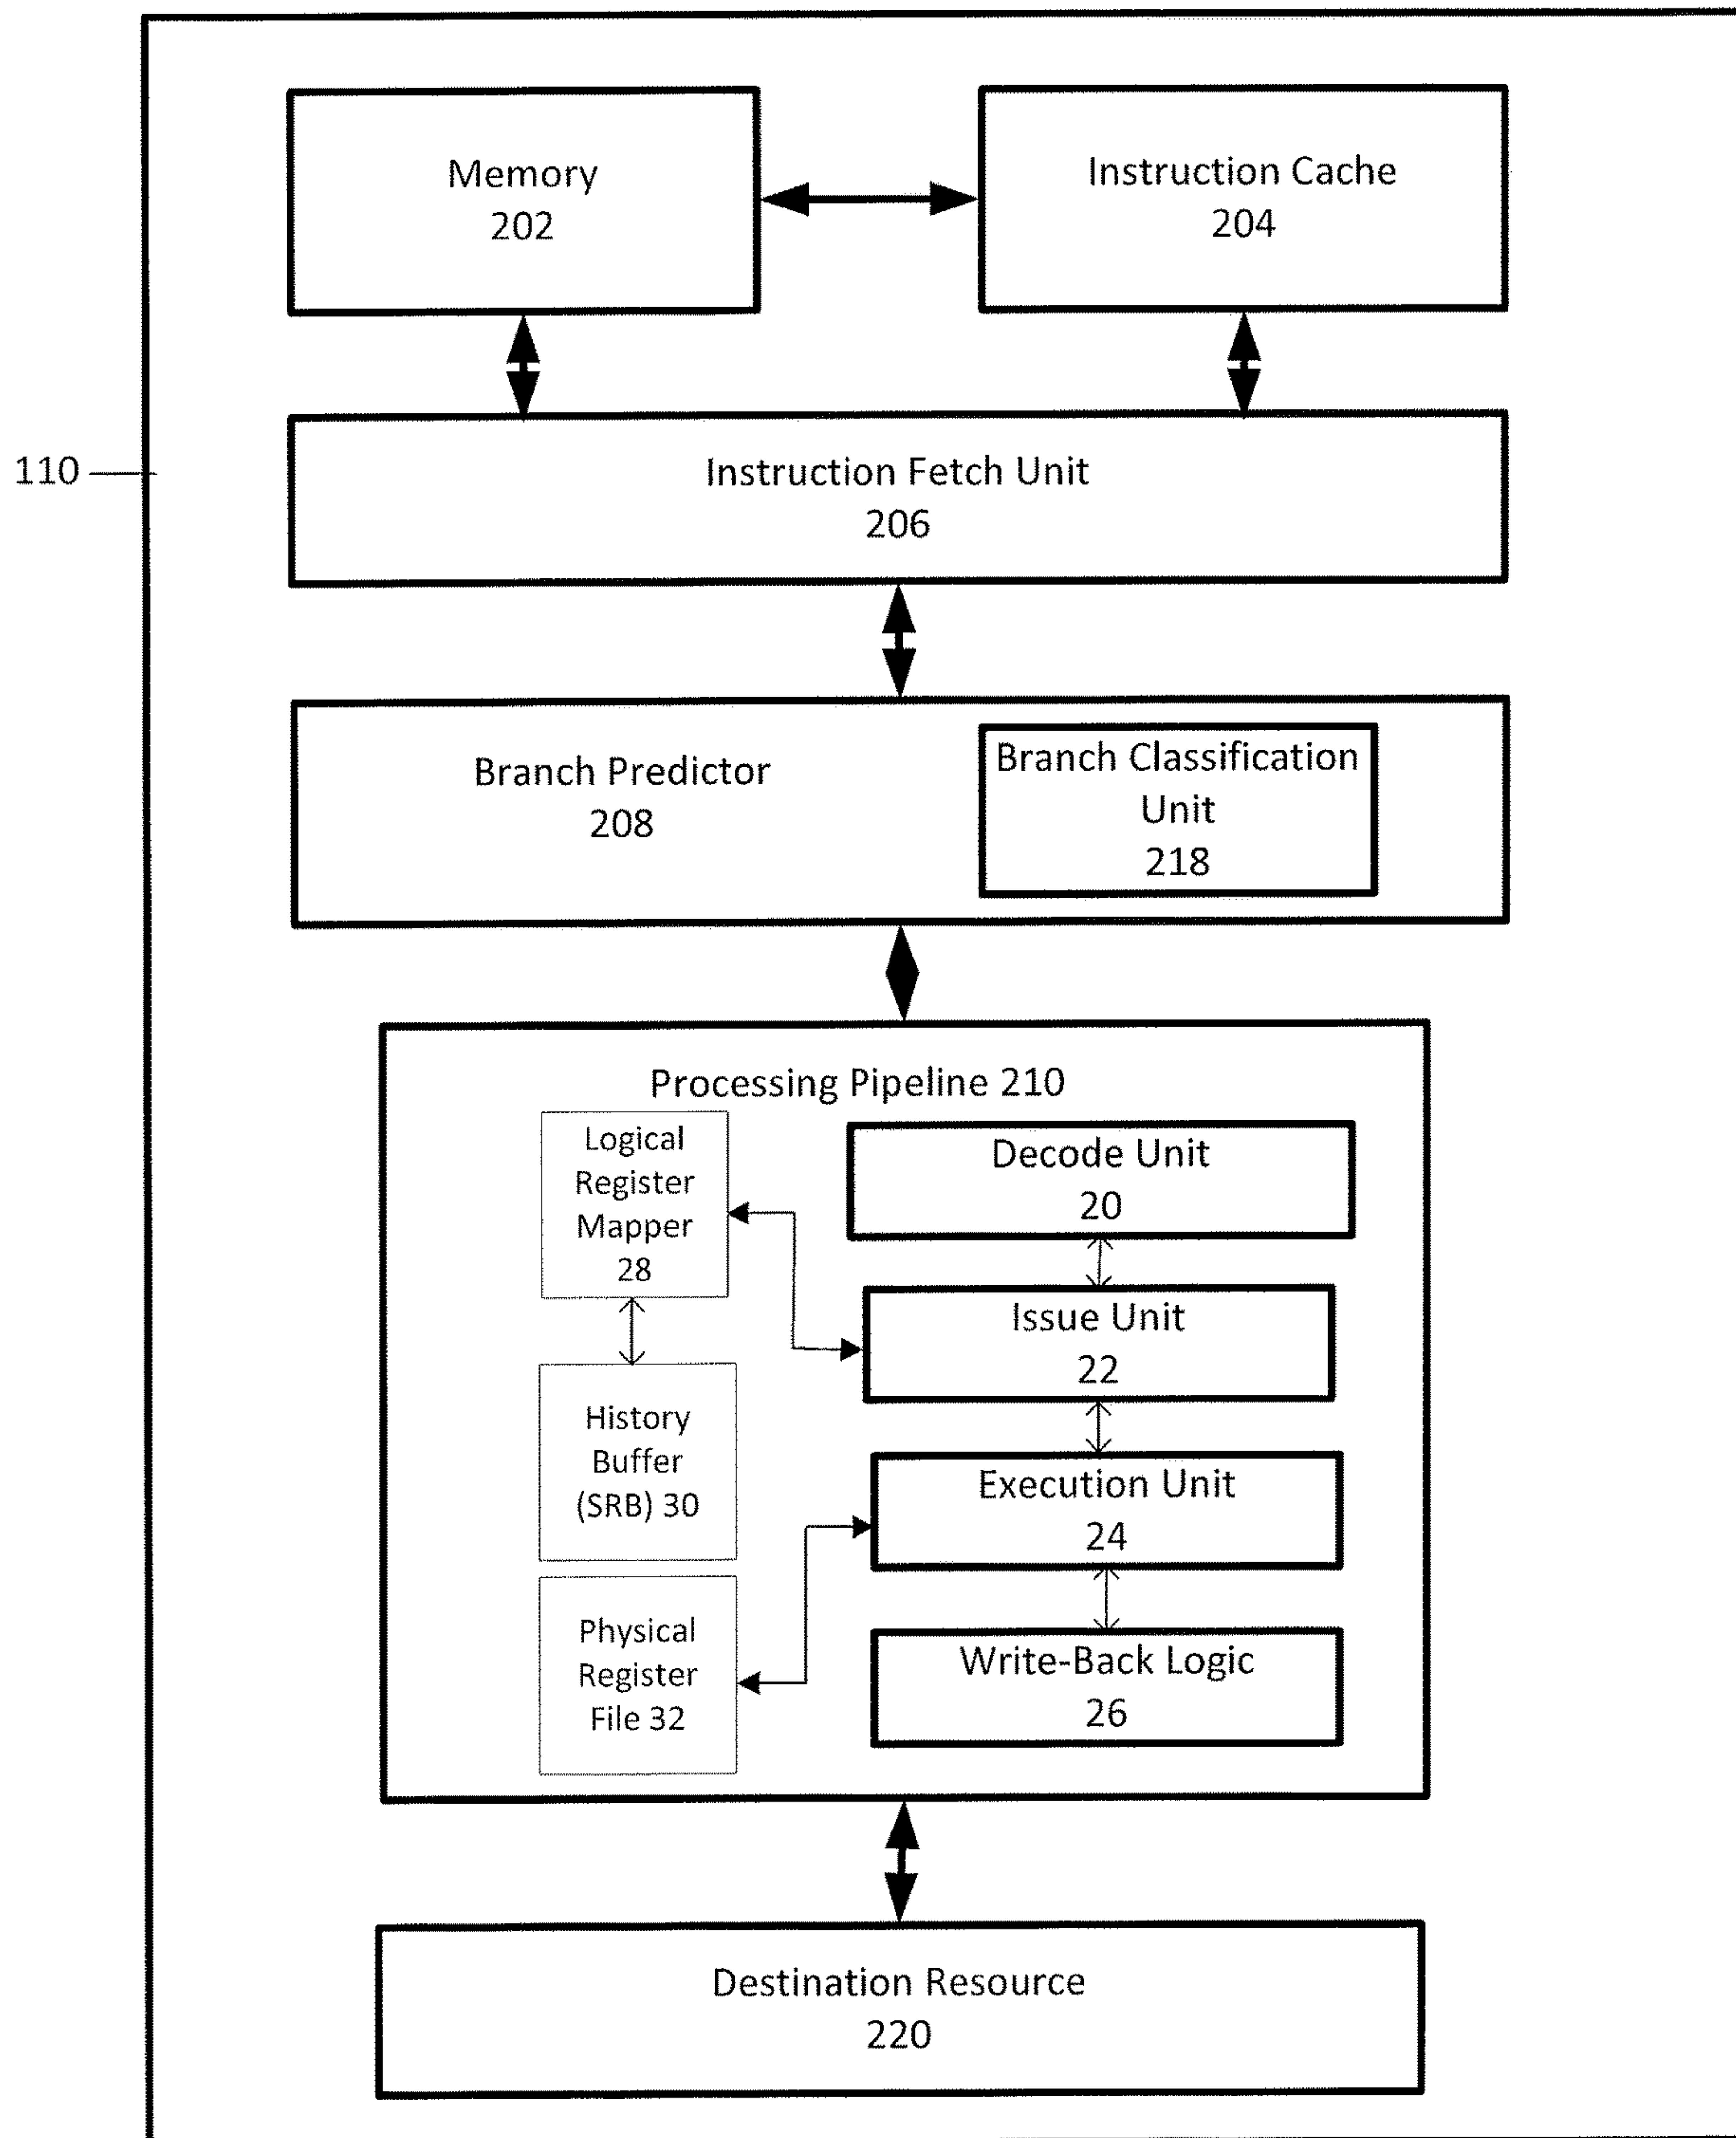 Memory
202
Instruction Cache
204
110
Instruction Fetch Unit
206
Branch Predictor
208
Branch Classification
Unit
218
Processing Pipeline 210
Logical
Register
Mapper
28
Decode Unit
20
Issue Unit
22
History
Buffer
(SRB) 30
Execution Unit
24
Physical
Register
File 32
Write-Back Logic
26
Destination Resource
220